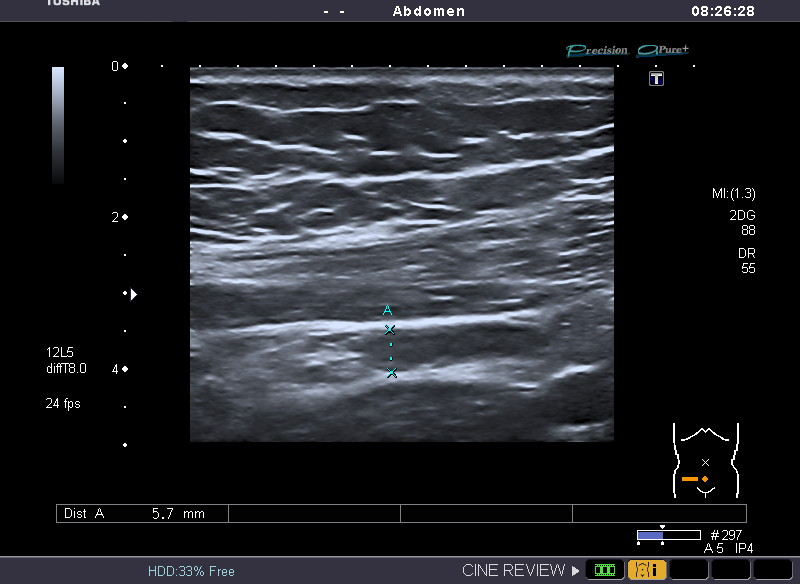 TOSHIBA
- - Abdomen 08:26:28
Precision APure+
T
0
2
4
MI:(1.3)
2DG
88
DR
55
A
12L5
diffT8.0
24 fps
Dist A 5.7 mm
#297
A 5 IP4
HDD:33% Free
CINE REVIEW
i